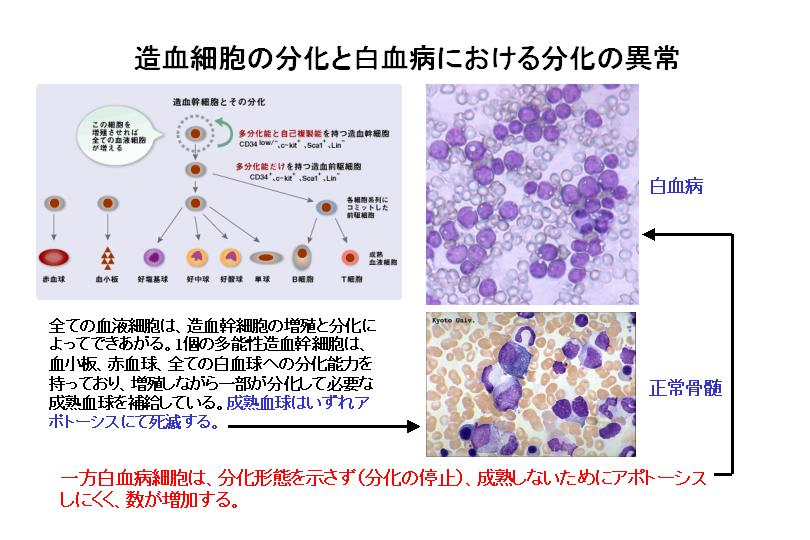 造血細胞の分化と白血病における分化の異常
造血幹細胞とその分化
この細胞を
増殖させれば
全ての血液細胞
が増える
多分化能と自己複製能を持つ造血幹細胞
CD34low/-、c-kit+、Sca1+、Lin-
多分化能だけを持つ造血前駆細胞
CD34+、c-kit+、Sca1+、Lin-
各細胞系列に
コミットした
前駆細胞
成熟
血液細胞
赤血球
血小板
好塩基球
好中球
好酸球
単球
B細胞
T細胞
白血病
Kyoto Univ.
正常骨髄
全ての血液細胞は、造血幹細胞の増殖と分化に
よってできあがる。1個の多能性造血幹細胞は、
血小板、赤血球、全ての白血球への分化能力を
持っており、増殖しながら一部が分化して必要な
成熟血球を補給している。成熟血球はいずれア
ポトーシスにて死滅する。
一方白血病細胞は、分化形態を示さず(分化の停止)、成熟しないためにアポトーシス
しにくく、数が増加する。